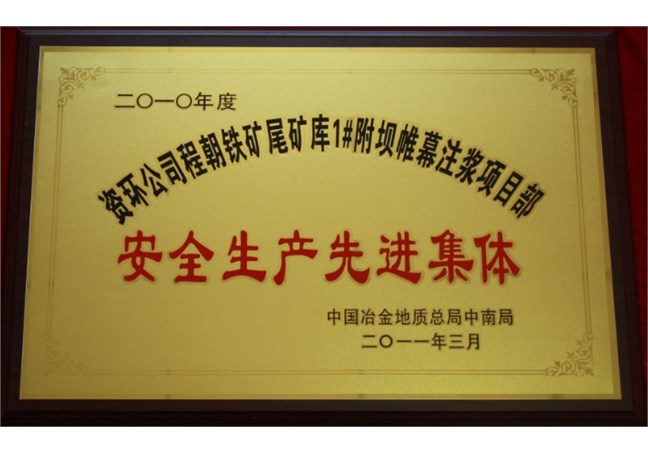 二〇一〇年度
资环公司程朝铁矿尾矿库1#附坝帷幕注浆项目部
安全生产先进集体
中国冶金地质总局中南局
二〇一一年三月